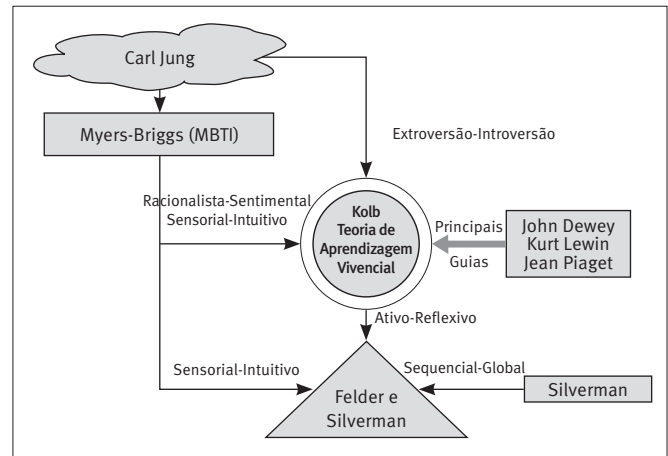 Carl Jung
Myers-Briggs (MBTI)
Extroversão-Introversão
Racionalista-Sentimental
Sensorial-Intuitivo
Kolb
Teoria de
Aprendizagem
Vivencial
Principais
Guias
John Dewey
Kurt Lewin
Jean Piaget
Ativo-Reflexivo
Sensorial-Intuitivo
Sequencial-Global
Felder e
Silverman
Silverman